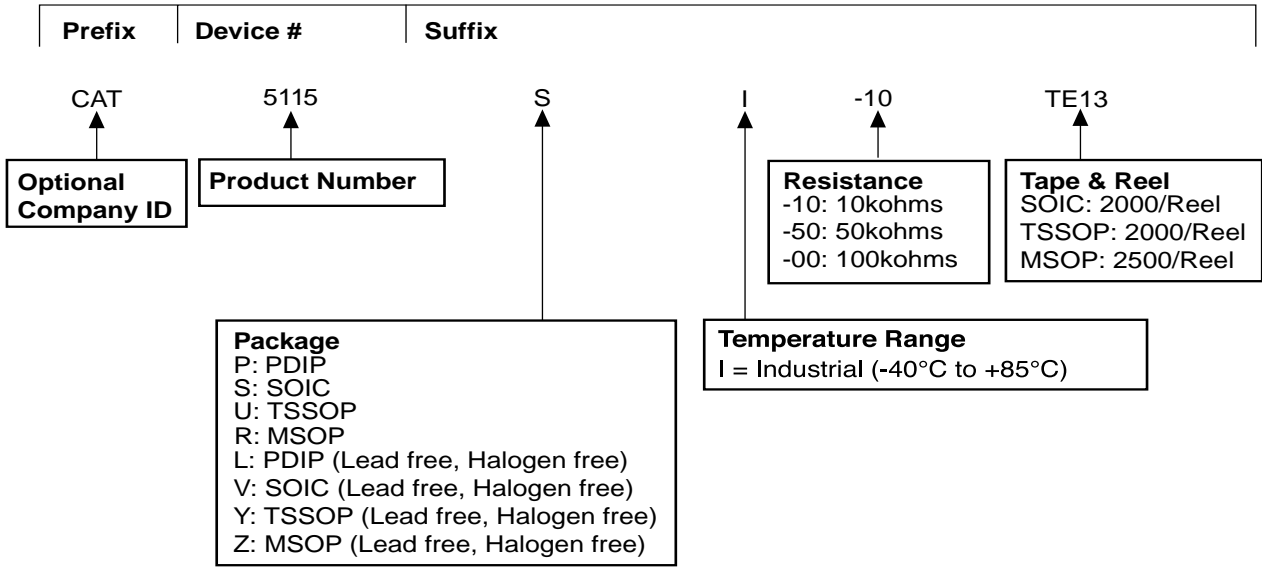 Prefix Device # Suffix
CAT 5115 S I -10 TE13
Optional
Company ID
Product Number
Resistance
-10: 10kohms
-50: 50kohms
-00: 100kohms
Tape & Reel
SOIC: 2000/Reel
TSSOP: 2000/Reel
MSOP: 2500/Reel
Package
P: PDIP
S: SOIC
U: TSSOP
R: MSOP
L: PDIP (Lead free, Halogen free)
V: SOIC (Lead free, Halogen free)
Y: TSSOP (Lead free, Halogen free)
Z: MSOP (Lead free, Halogen free)
Temperature Range
I = Industrial (-40°C to +85°C)